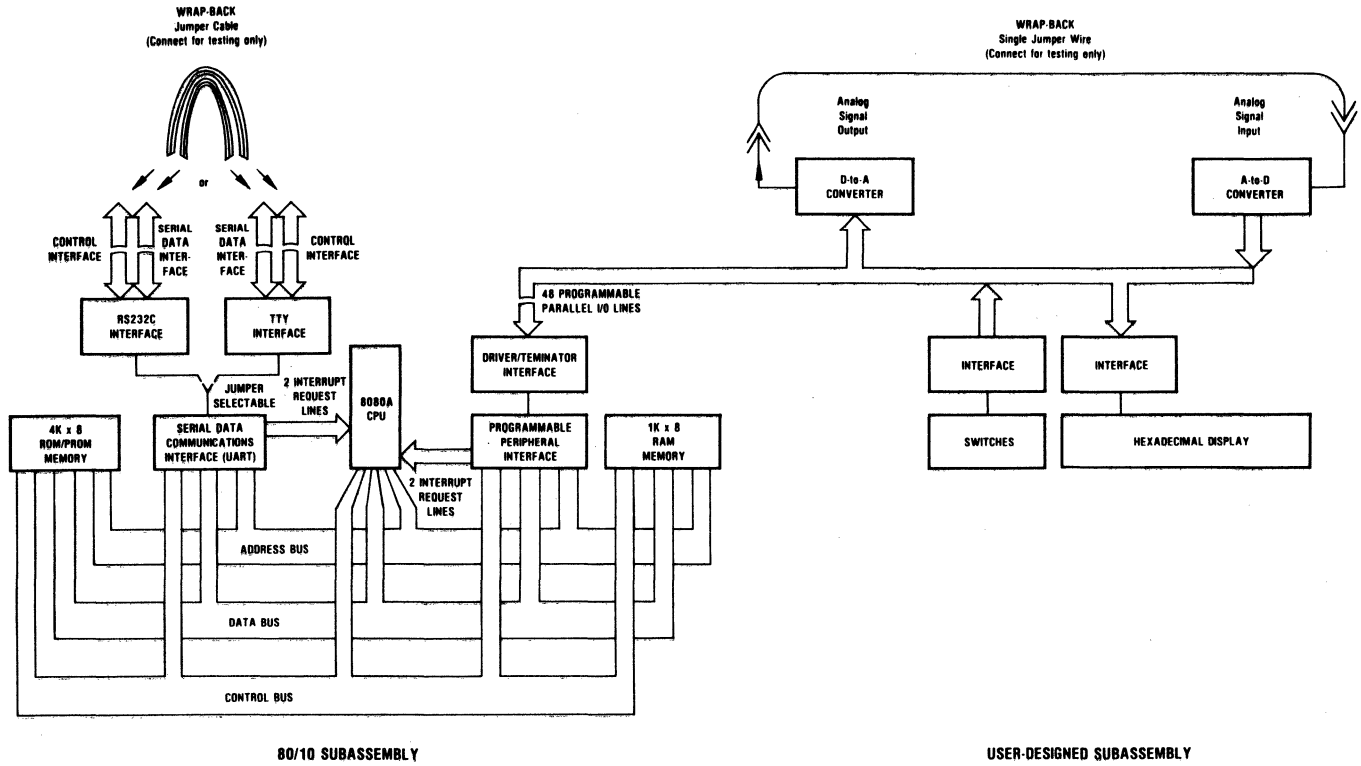 WRAP-BACK
Jumper Cable
(Connect for testing only)
WRAP-BACK
Single Jumper Wire
(Connect for testing only)
Analog
Signal
Output
Analog
Signal
Input
D-to-A
CONVERTER
A-to-D
CONVERTER
or
CONTROL
INTERFACE
SERIAL
DATA
INTER-
FACE
SERIAL
DATA
INTER-
FACE
CONTROL
INTERFACE
48 PROGRAMMABLE
PARALLEL I/O LINES
RS232C
INTERFACE
TTY
INTERFACE
DRIVER/TEMINATOR
INTERFACE
INTERFACE
INTERFACE
JUMPER
SELECTABLE
2 INTERRUPT
REQUEST
LINES
8080A
CPU
4K x 8
ROM/PROM
MEMORY
SERIAL DATA
COMMUNICATIONS
INTERFACE (UART)
PROGRAMMABLE
PERIPHERAL
INTERFACE
1K x 8
RAM
MEMORY
SWITCHES
HEXADECIMAL DISPLAY
2 INTERRUPT
REQUEST
LINES
ADDRESS BUS
DATA BUS
CONTROL BUS
80/10 SUBASSEMBLY
USER-DESIGNED SUBASSEMBLY